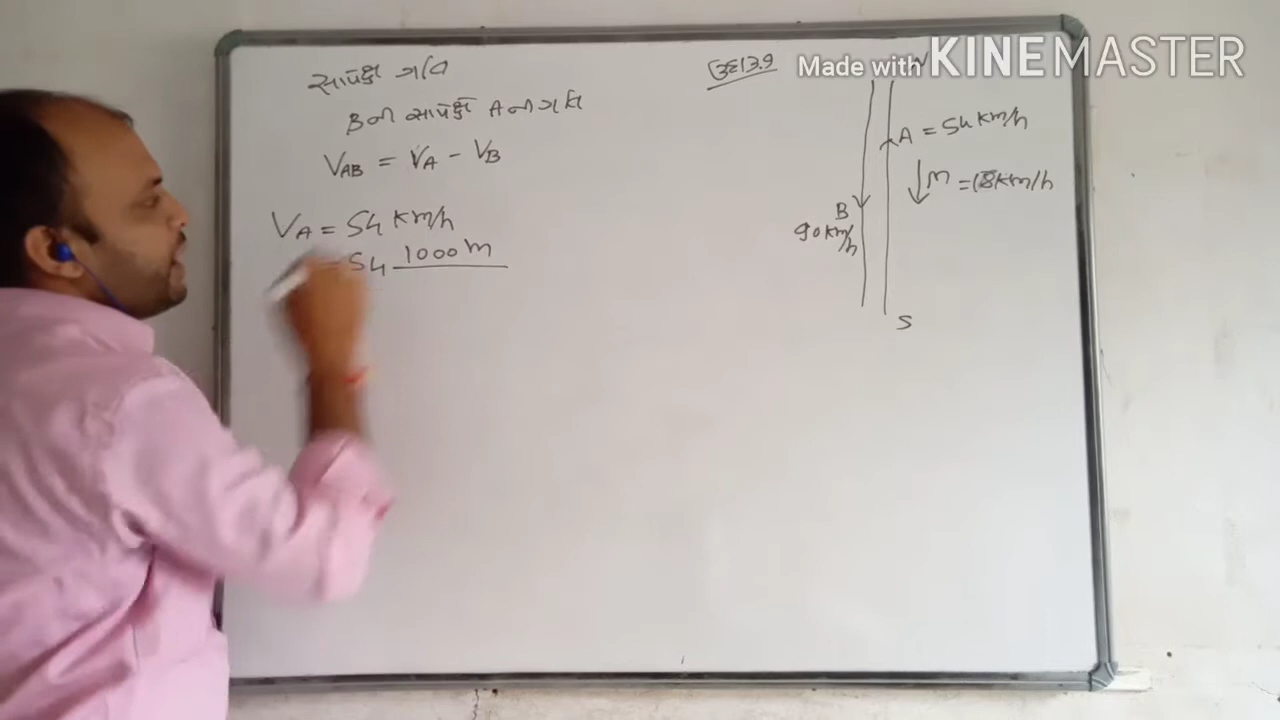 સાપેક્ષ ગતિ
B ની સાપેક્ષે A ની ગતિ
V_AB = V_A - V_B
V_A = 54 km/h
= 54 1000 m
ઉદા.9
Made with KINEMASTER
N
A = 54 km/h
M = 18 km/h
B
90 km/h
S